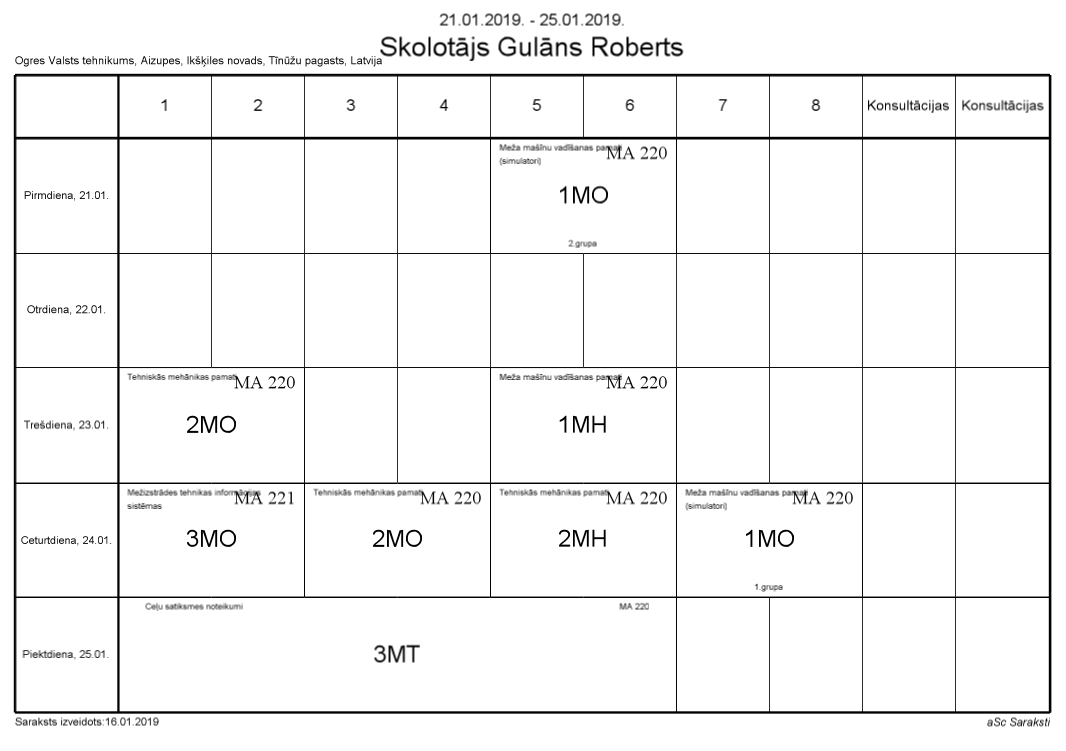 21.01.2019. - 25.01.2019.
Skolotājs Gulāns Roberts
Ogres Valsts tehnikums, Aizupes, Ikšķiles novads, Tīnūžu pagasts, Latvija
1 2 3 4 5 6 7 8 Konsultācijas Konsultācijas
Pirmdiena, 21.01.
Meža mašīnu vadīšanas pamati MA 220
(simulatori)
1MO
2.grupa
Otrdiena, 22.01.
Trešdiena, 23.01.
Tehniskās mehānikas pamati MA 220
2MO
Meža mašīnu vadīšanas pamati MA 220
1MH
Ceturtdiena, 24.01.
Mežizstrādes tehnikas informācijas MA 221
sistēmas
3MO
Tehniskās mehānikas pamati MA 220
2MO
Tehniskās mehānikas pamati MA 220
2MH
Meža mašīnu vadīšanas pamati MA 220
(simulatori)
1MO
1.grupa
Piektdiena, 25.01.
Ceļu satiksmes noteikumi MA 220
3MT
Saraksts izveidots:16.01.2019
aSc Saraksti